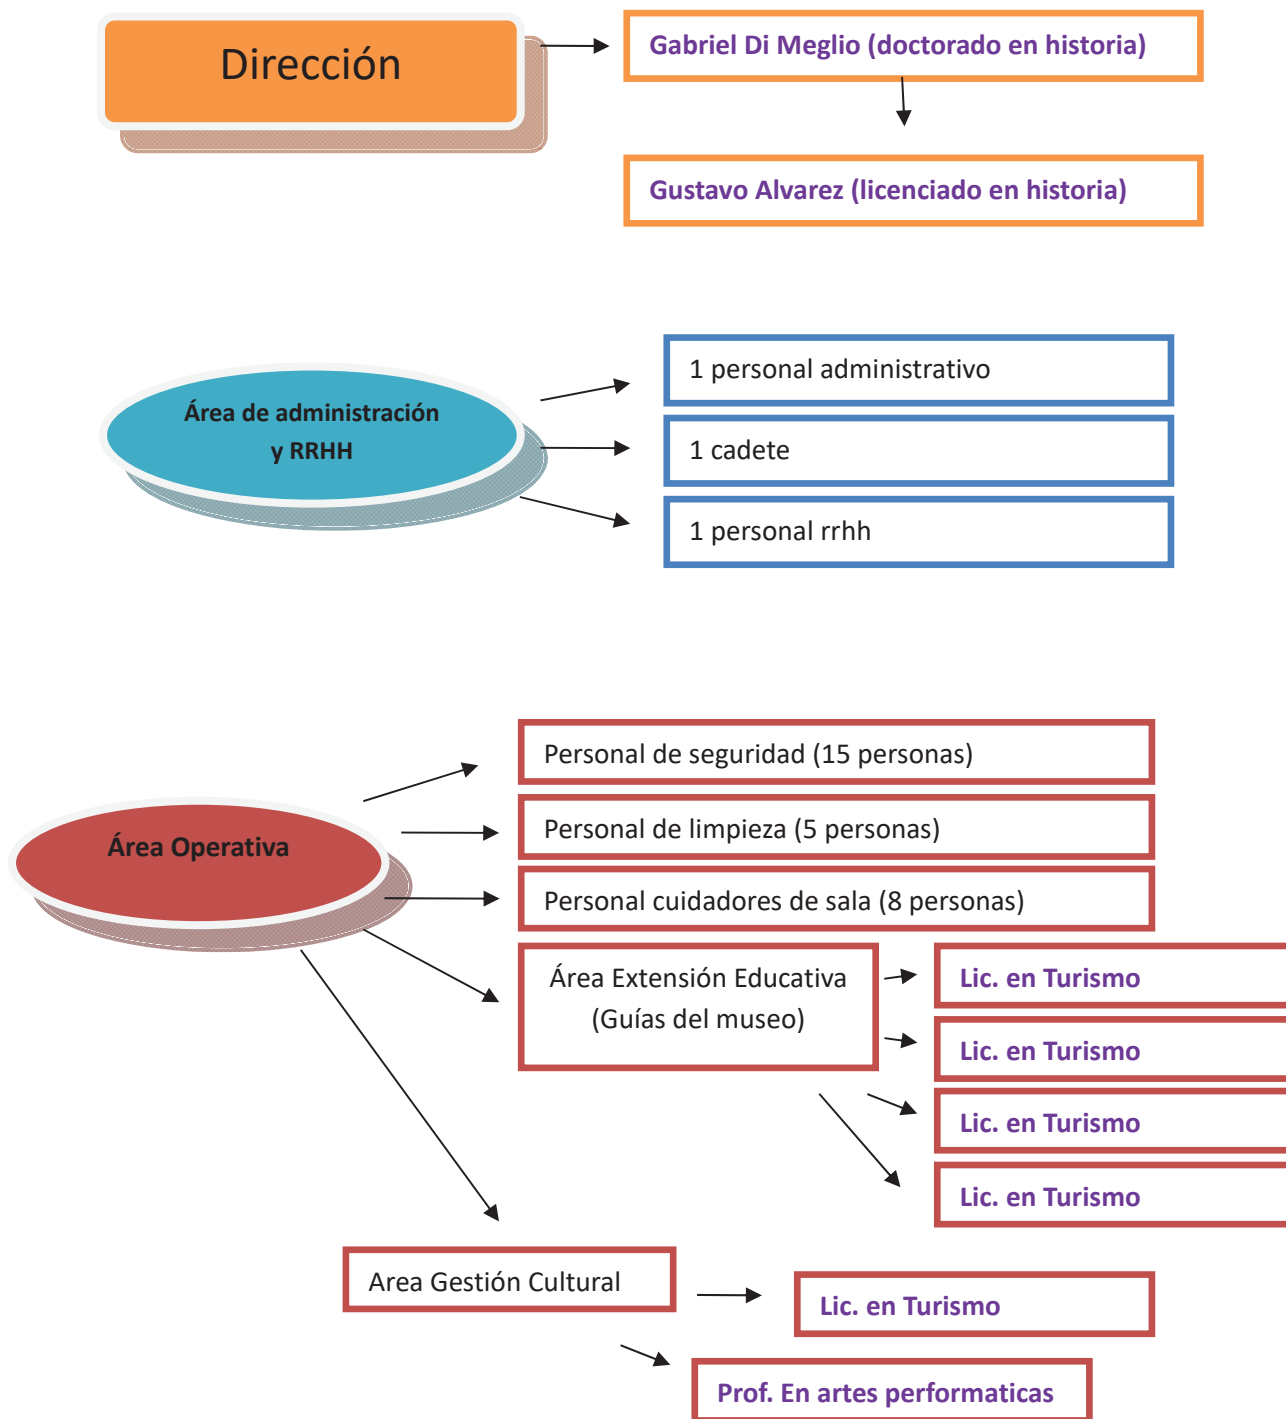 Dirección
Gabriel Di Meglio (doctorado en historia)
Gustavo Alvarez (licenciado en historia)
Área de administración
y RRHH
1 personal administrativo
1 cadete
1 personal rrhh
Área Operativa
Personal de seguridad (15 personas)
Personal de limpieza (5 personas)
Personal cuidadores de sala (8 personas)
Área Extensión Educativa
(Guías del museo)
Lic. en Turismo
Lic. en Turismo
Lic. en Turismo
Lic. en Turismo
Area Gestión Cultural
Lic. en Turismo
Prof. En artes performaticas